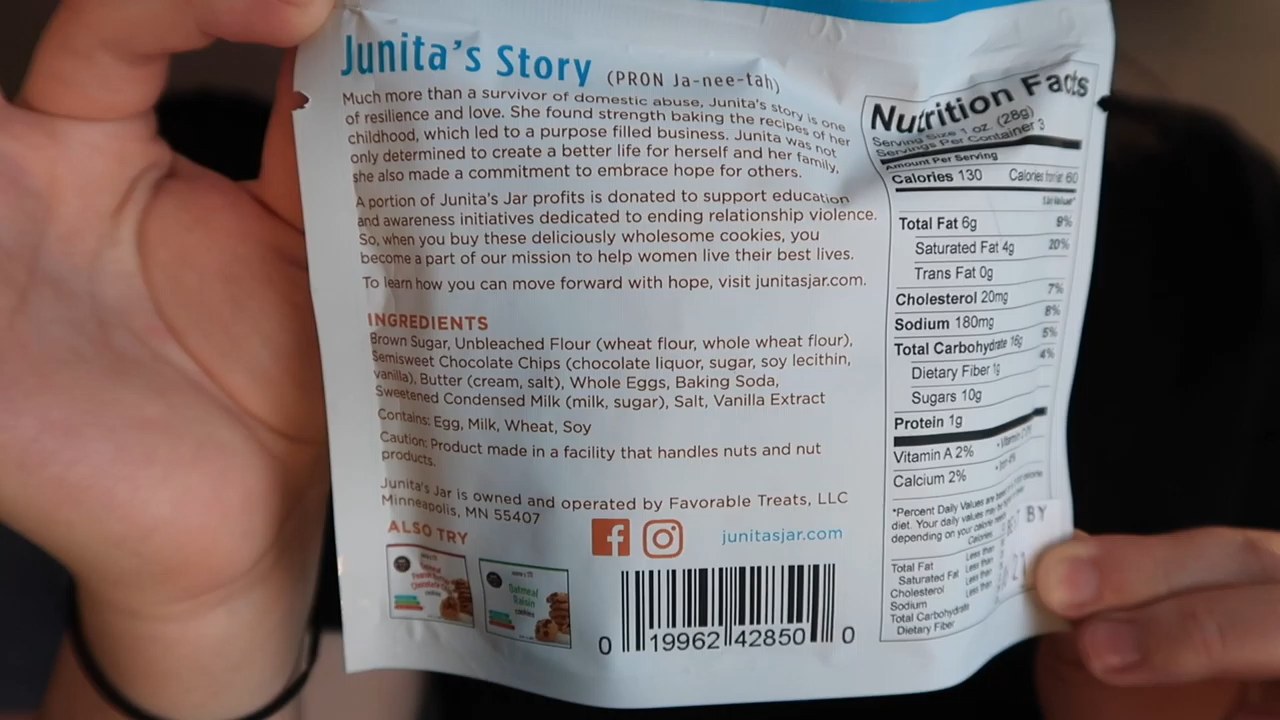 Junita's Story (PRON Ja-nee-tah)
Much more than a survivor of domestic abuse, Junita's story is one
of resilience and love. She found strength baking the recipes of her
childhood, which led to a purpose filled business. Junita was not
only determined to create a better life for herself and her family,
she also made a commitment to embrace hope for others.
A portion of Junita's Jar profits is donated to support education
and awareness initiatives dedicated to ending relationship violence.
So, when you buy these deliciously wholesome cookies, you
become a part of our mission to help women live their best lives.
To learn how you can move forward with hope, visit junitasjar.com.
INGREDIENTS
Brown Sugar, Unbleached Flour (wheat flour, whole wheat flour),
Semisweet Chocolate Chips (chocolate liquor, sugar, soy lecithin,
vanilla), Butter (cream, salt), Whole Eggs, Baking Soda,
Sweetened Condensed Milk (milk, sugar), Salt, Vanilla Extract
Contains: Egg, Milk, Wheat, Soy
Caution: Product made in a facility that handles nuts and nut
products.
Junita's Jar is owned and operated by Favorable Treats, LLC
Minneapolis, MN 55407
ALSO TRY
junitasjar.com
Oatmeal
Raisin
cookies
0 19962 42850 0
Nutrition Facts
Serving Size 1 oz. (28g)
Servings Per Container 3
Amount Per Serving
Calories 130 Calories from fat 60
Total Fat 6g 9%
Saturated Fat 4g 20%
Trans Fat 0g
Cholesterol 20mg 7%
Sodium 180mg 8%
Total Carbohydrate 16g 5%
Dietary Fiber 1g 4%
Sugars 10g
Protein 1g
Vitamin A 2%
Calcium 2%
*Percent Daily Values are
diet. Your daily values may be
depending on your calorie needs
Calories
Total Fat Less than
Saturated Fat Less than
Cholesterol Less than
Sodium
Total Carbohydrate
Dietary Fiber
BEST BY